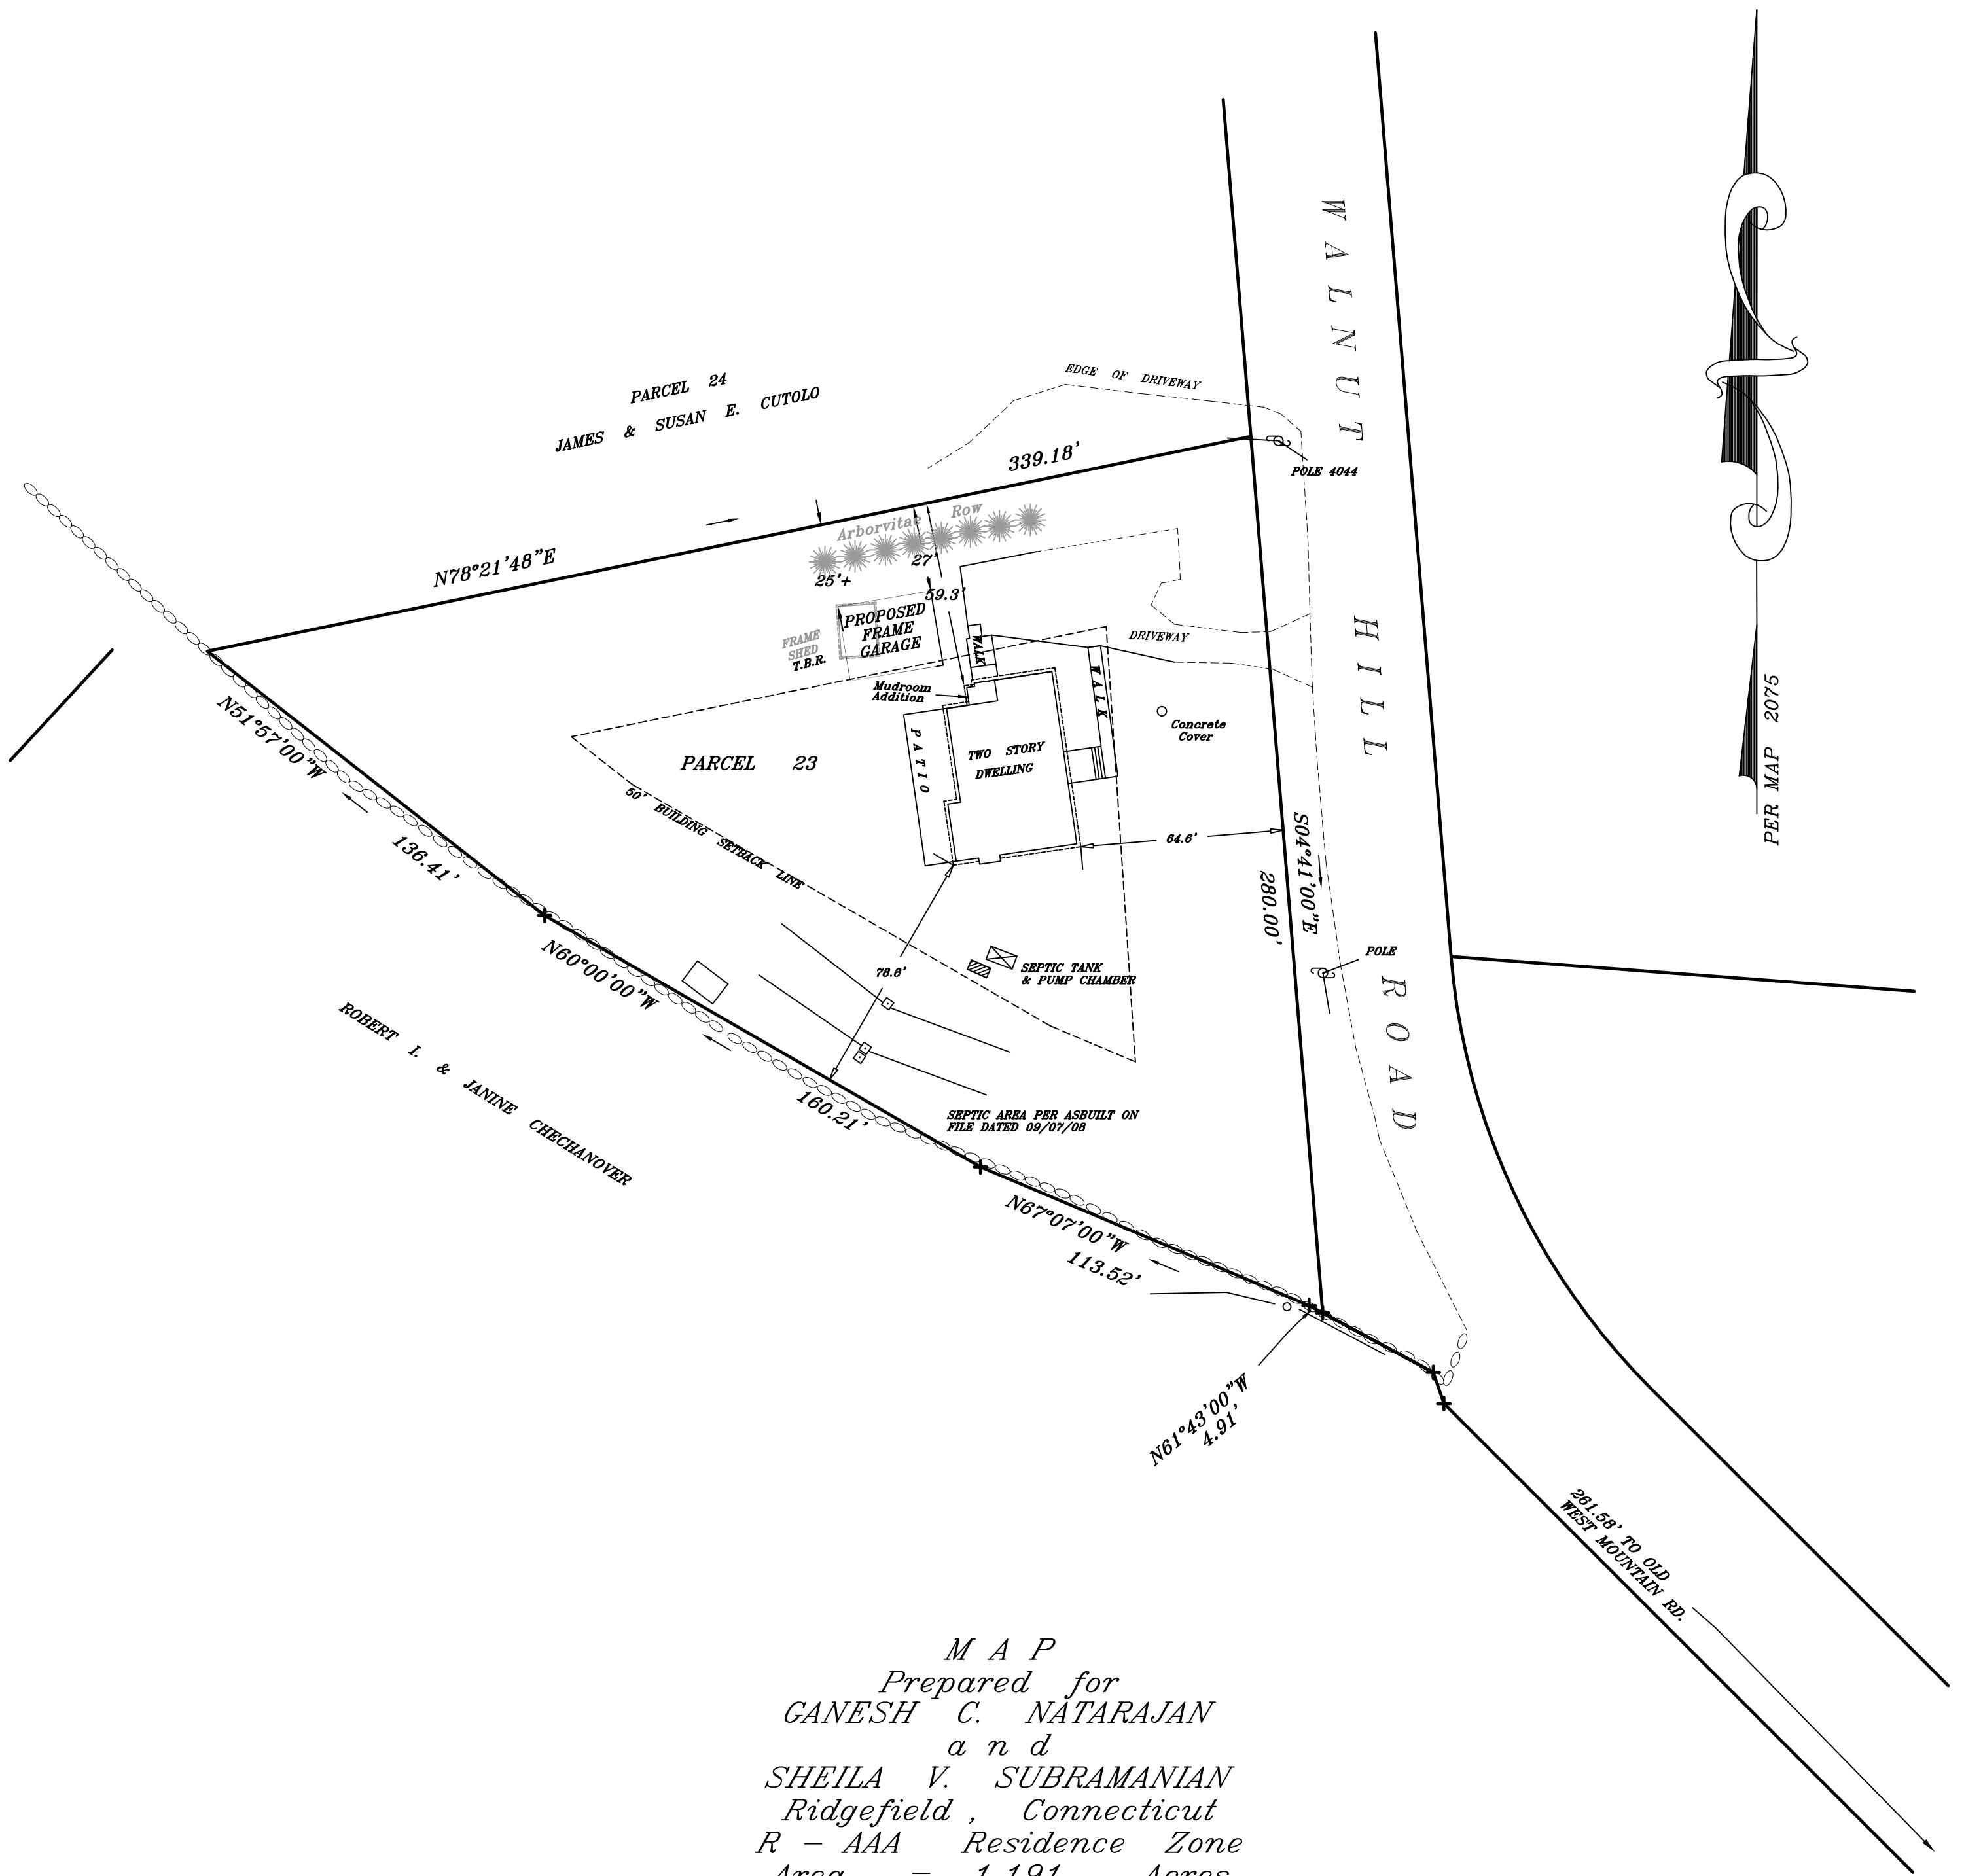 WALNUT HILL ROAD
PER MAP 2075
EDGE OF DRIVEWAY
PARCEL 24
JAMES & SUSAN E. CUTOLO
339.18'
POLE 4044
Arborvitae Row
N78°21'48"E
27'
25'+
59.3'
PROPOSED
FRAME
GARAGE
FRAME
SHED
T.B.R.
WALK
DRIVEWAY
WALK
Mudroom
Addition
Concrete
Cover
PARCEL 23
PATIO
TWO STORY
DWELLING
N51°57'00"W
136.41'
50' BUILDING SETBACK LINE
64.6'
S04°41'00"E
280.00'
POLE
N60°00'00"W
160.21'
78.8'
SEPTIC TANK
& PUMP CHAMBER
ROBERT I. & JANINE CHECHANOVER
SEPTIC AREA PER ASBUILT ON
FILE DATED 09/07/08
N67°07'00"W
113.52'
N61°43'00"W
4.91'
261.58' TO OLD
WEST MOUNTAIN RD.
MAP
Prepared for
GANESH C. NATARAJAN
and
SHEILA V. SUBRAMANIAN
Ridgefield, Connecticut
R - AAA Residence Zone
Area = 1.191 Acres